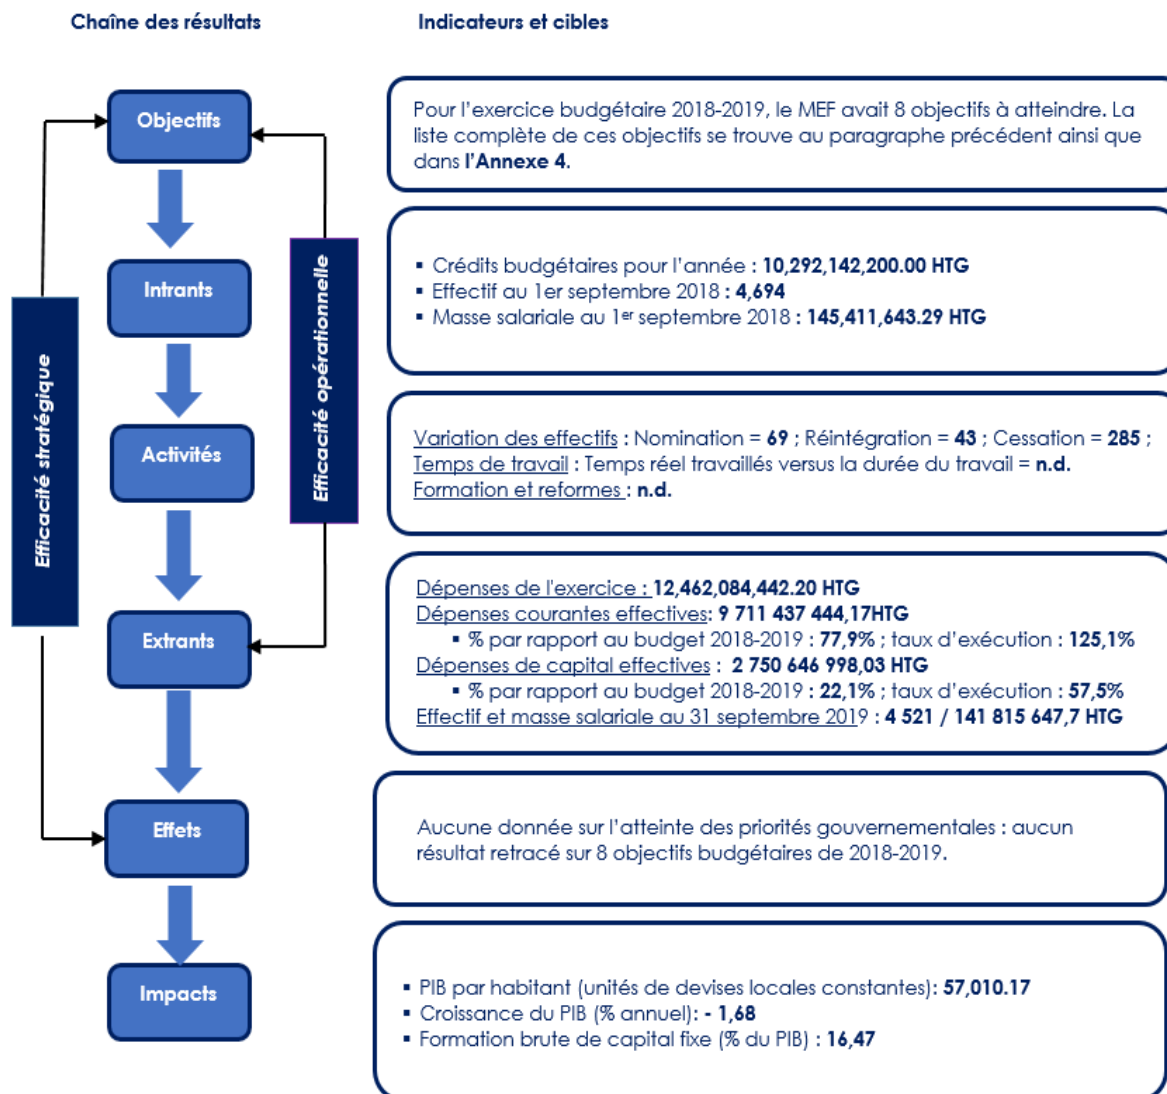 Chaîne des résultats
Indicateurs et cibles
Objectifs
Pour l'exercice budgétaire 2018-2019, le MEF avait 8 objectifs à atteindre. La
liste complète de ces objectifs se trouve au paragraphe précédent ainsi que
dans l'Annexe 4.
Intrants
▪ Crédits budgétaires pour l'année : 10,292,142,200.00 HTG
▪ Effectif au 1er septembre 2018 : 4,694
▪ Masse salariale au 1er septembre 2018 : 145,411,643.29 HTG
Efficacité stratégique
Efficacité opérationnelle
Activités
Variation des effectifs : Nomination = 69 ; Réintégration = 43 ; Cessation = 285 ;
Temps de travail : Temps réel travaillés versus la durée du travail = n.d.
Formation et reformes : n.d.
Extrants
Dépenses de l'exercice : 12,462,084,442.20 HTG
Dépenses courantes effectives: 9 711 437 444,17HTG
▪ % par rapport au budget 2018-2019 : 77,9% ; taux d'exécution : 125,1%
Dépenses de capital effectives : 2 750 646 998,03 HTG
▪ % par rapport au budget 2018-2019 : 22,1% ; taux d'exécution : 57,5%
Effectif et masse salariale au 31 septembre 2019 : 4 521 / 141 815 647,7 HTG
Effets
Aucune donnée sur l'atteinte des priorités gouvernementales : aucun
résultat retracé sur 8 objectifs budgétaires de 2018-2019.
Impacts
▪ PIB par habitant (unités de devises locales constantes): 57,010.17
▪ Croissance du PIB (% annuel): - 1,68
▪ Formation brute de capital fixe (% du PIB) : 16,47